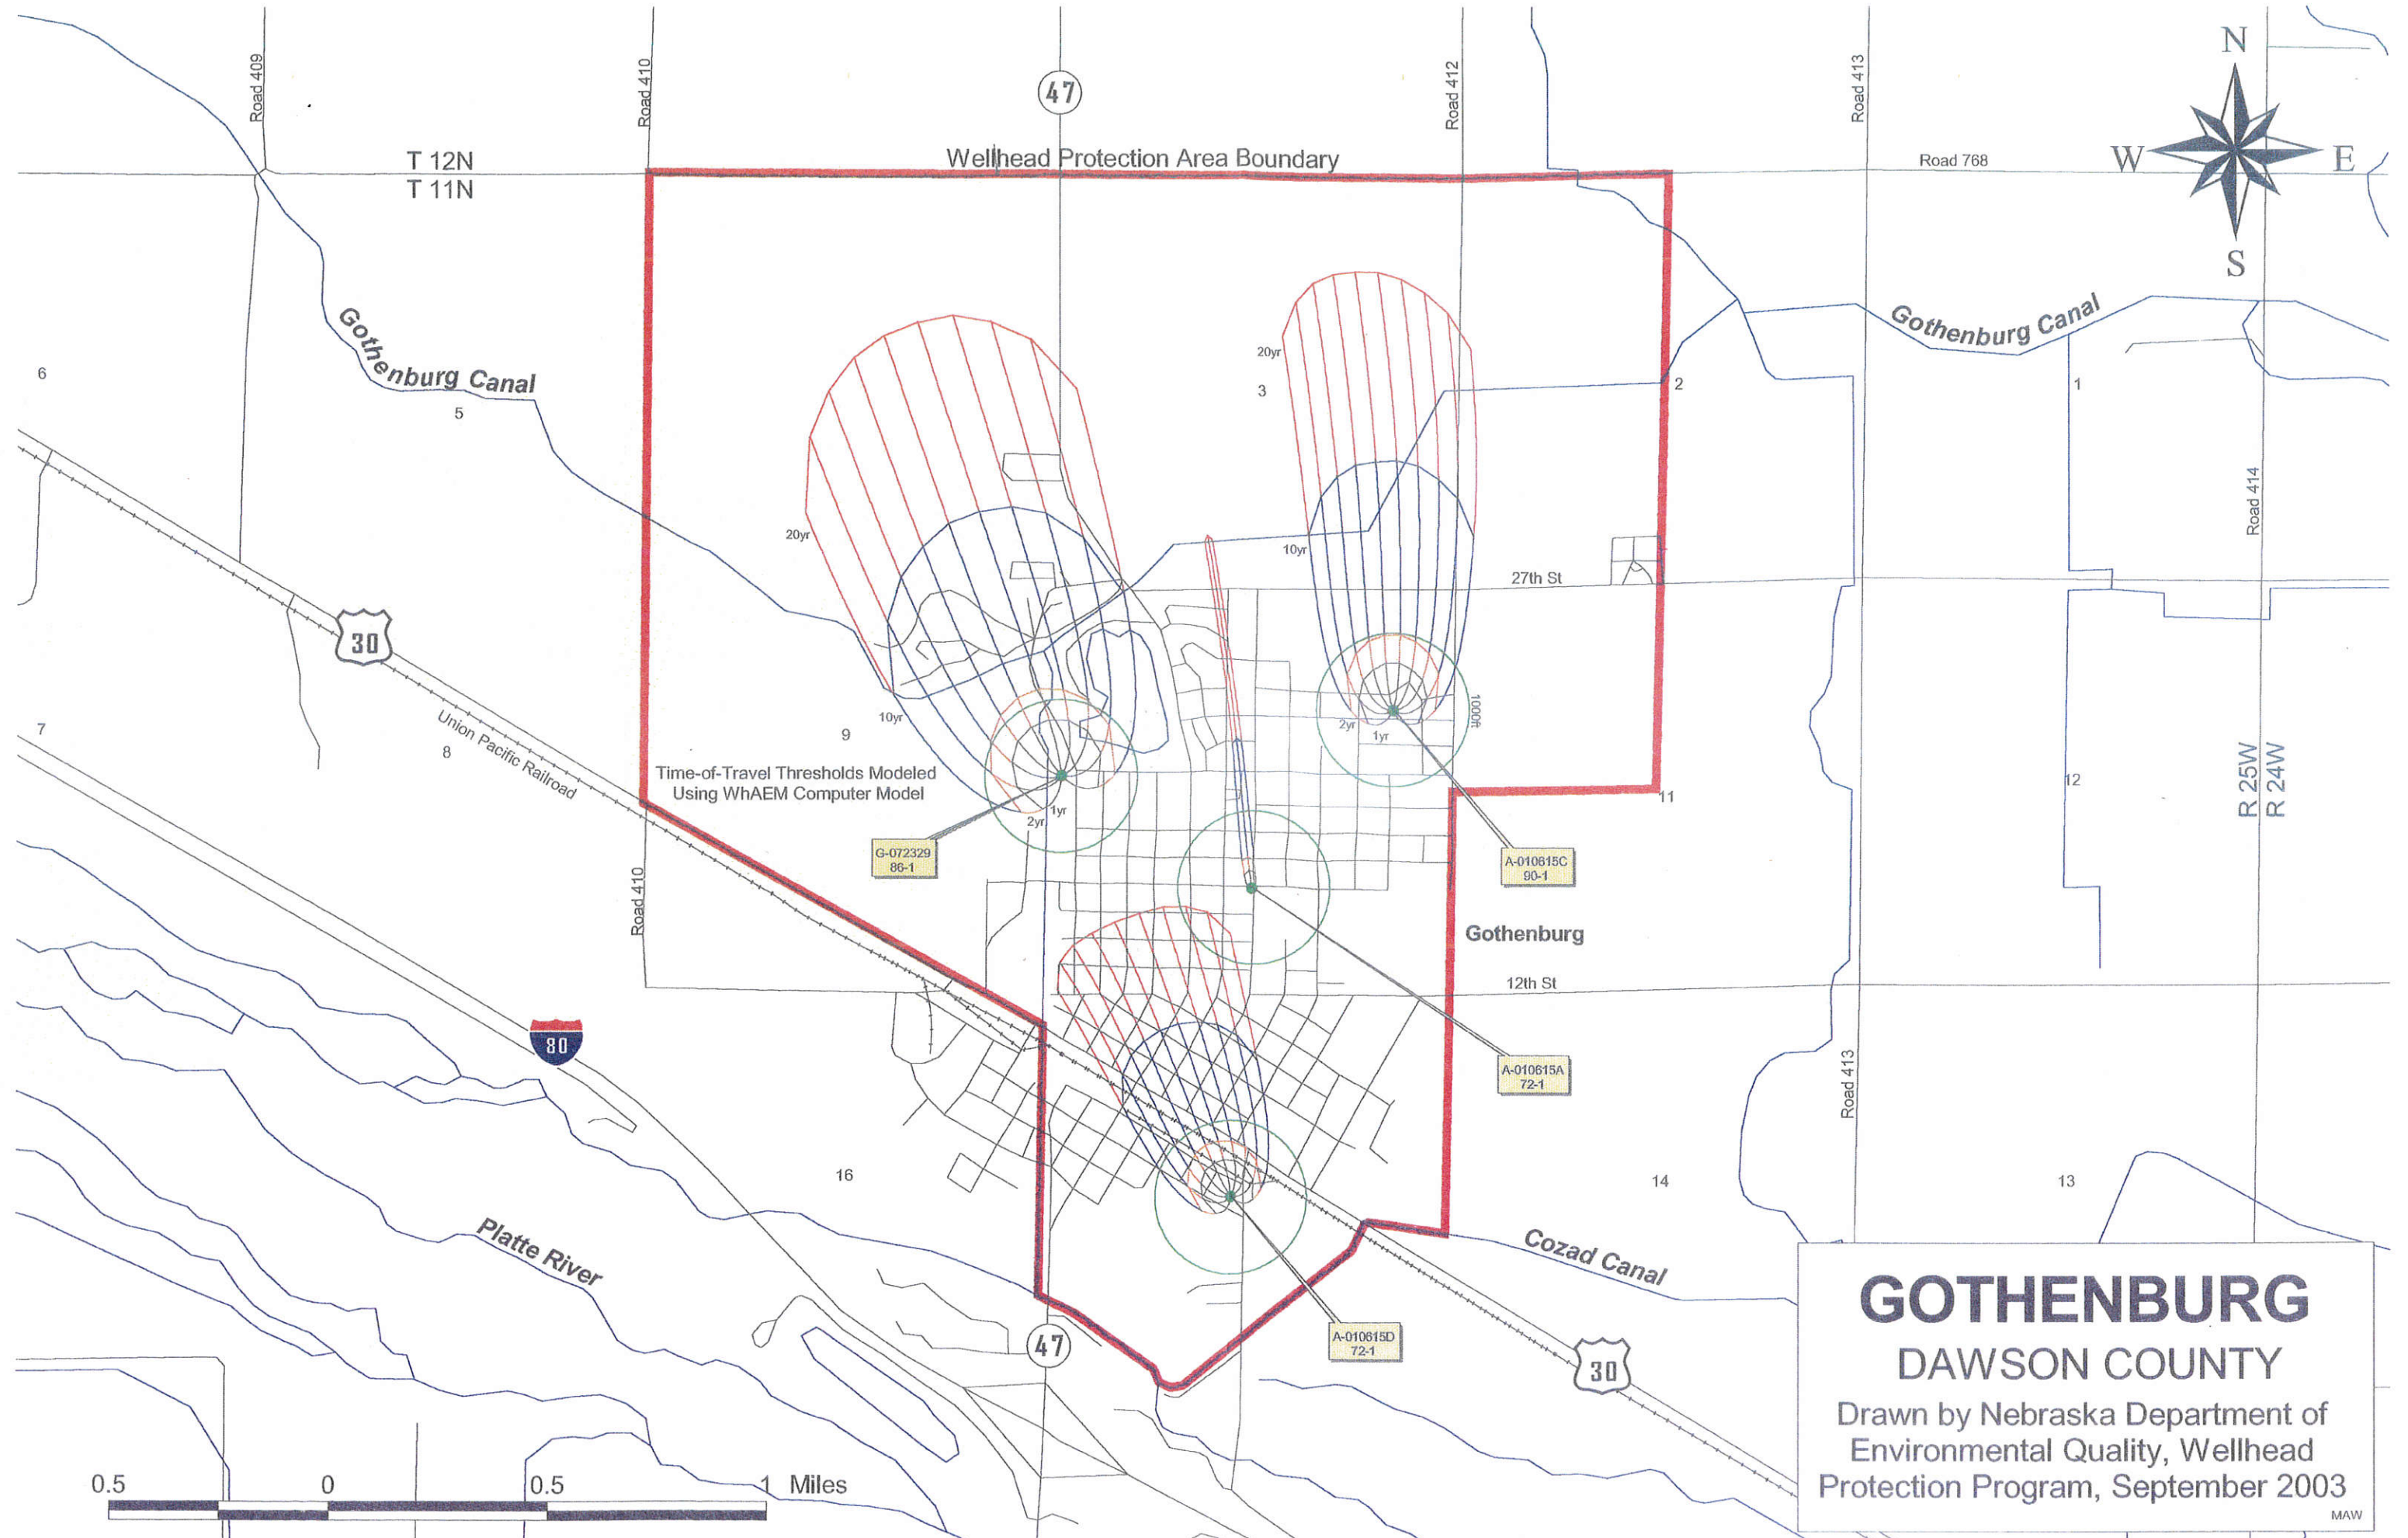 Road 409
Road 410
47
Road 412
Road 413
N
W
E
S
T 12N
T 11N
Wellhead Protection Area Boundary
Road 768
Gothenburg Canal
Gothenburg Canal
6
5
20yr
3
2
1
Road 414
20yr
10yr
27th St
30
Union Pacific Railroad
7
8
9
10yr
2yr
1yr
1000ft
Time-of-Travel Thresholds Modeled
Using WhAEM Computer Model
2yr
1yr
11
12
R 25W
R 24W
G-072329
86-1
A-010615C
90-1
Road 410
Gothenburg
12th St
80
A-010615A
72-1
Road 413
16
14
13
Platte River
Cozad Canal
47
A-010615D
72-1
30
0.5
0
0.5
1 Miles
GOTHENBURG
DAWSON COUNTY
Drawn by Nebraska Department of
Environmental Quality, Wellhead
Protection Program, September 2003
MAW